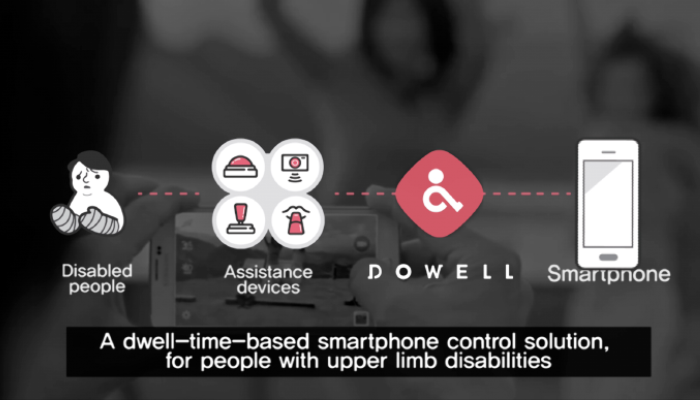 Disabled
people
Assistance
devices
DOWELL
Smartphone
A dwell-time-based smartphone control solution,
for people with upper limb disabilities